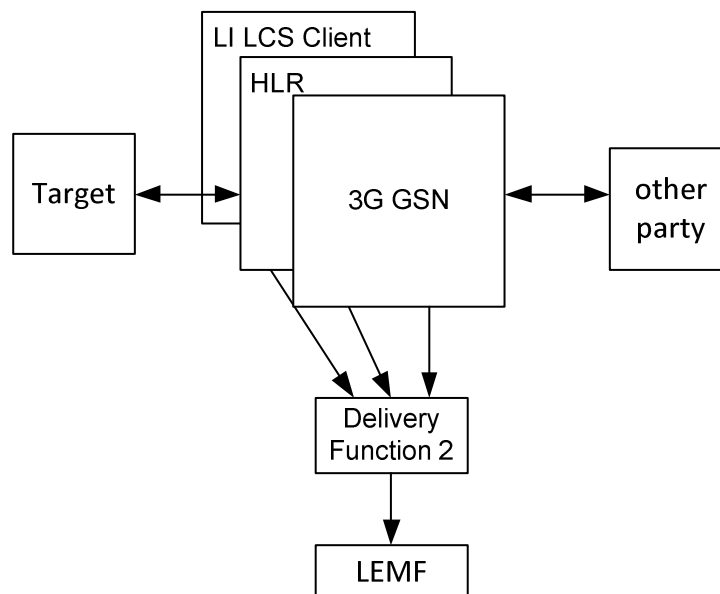 LI LCS Client
HLR
Target
3G GSN
other
party
Delivery
Function 2
LEMF